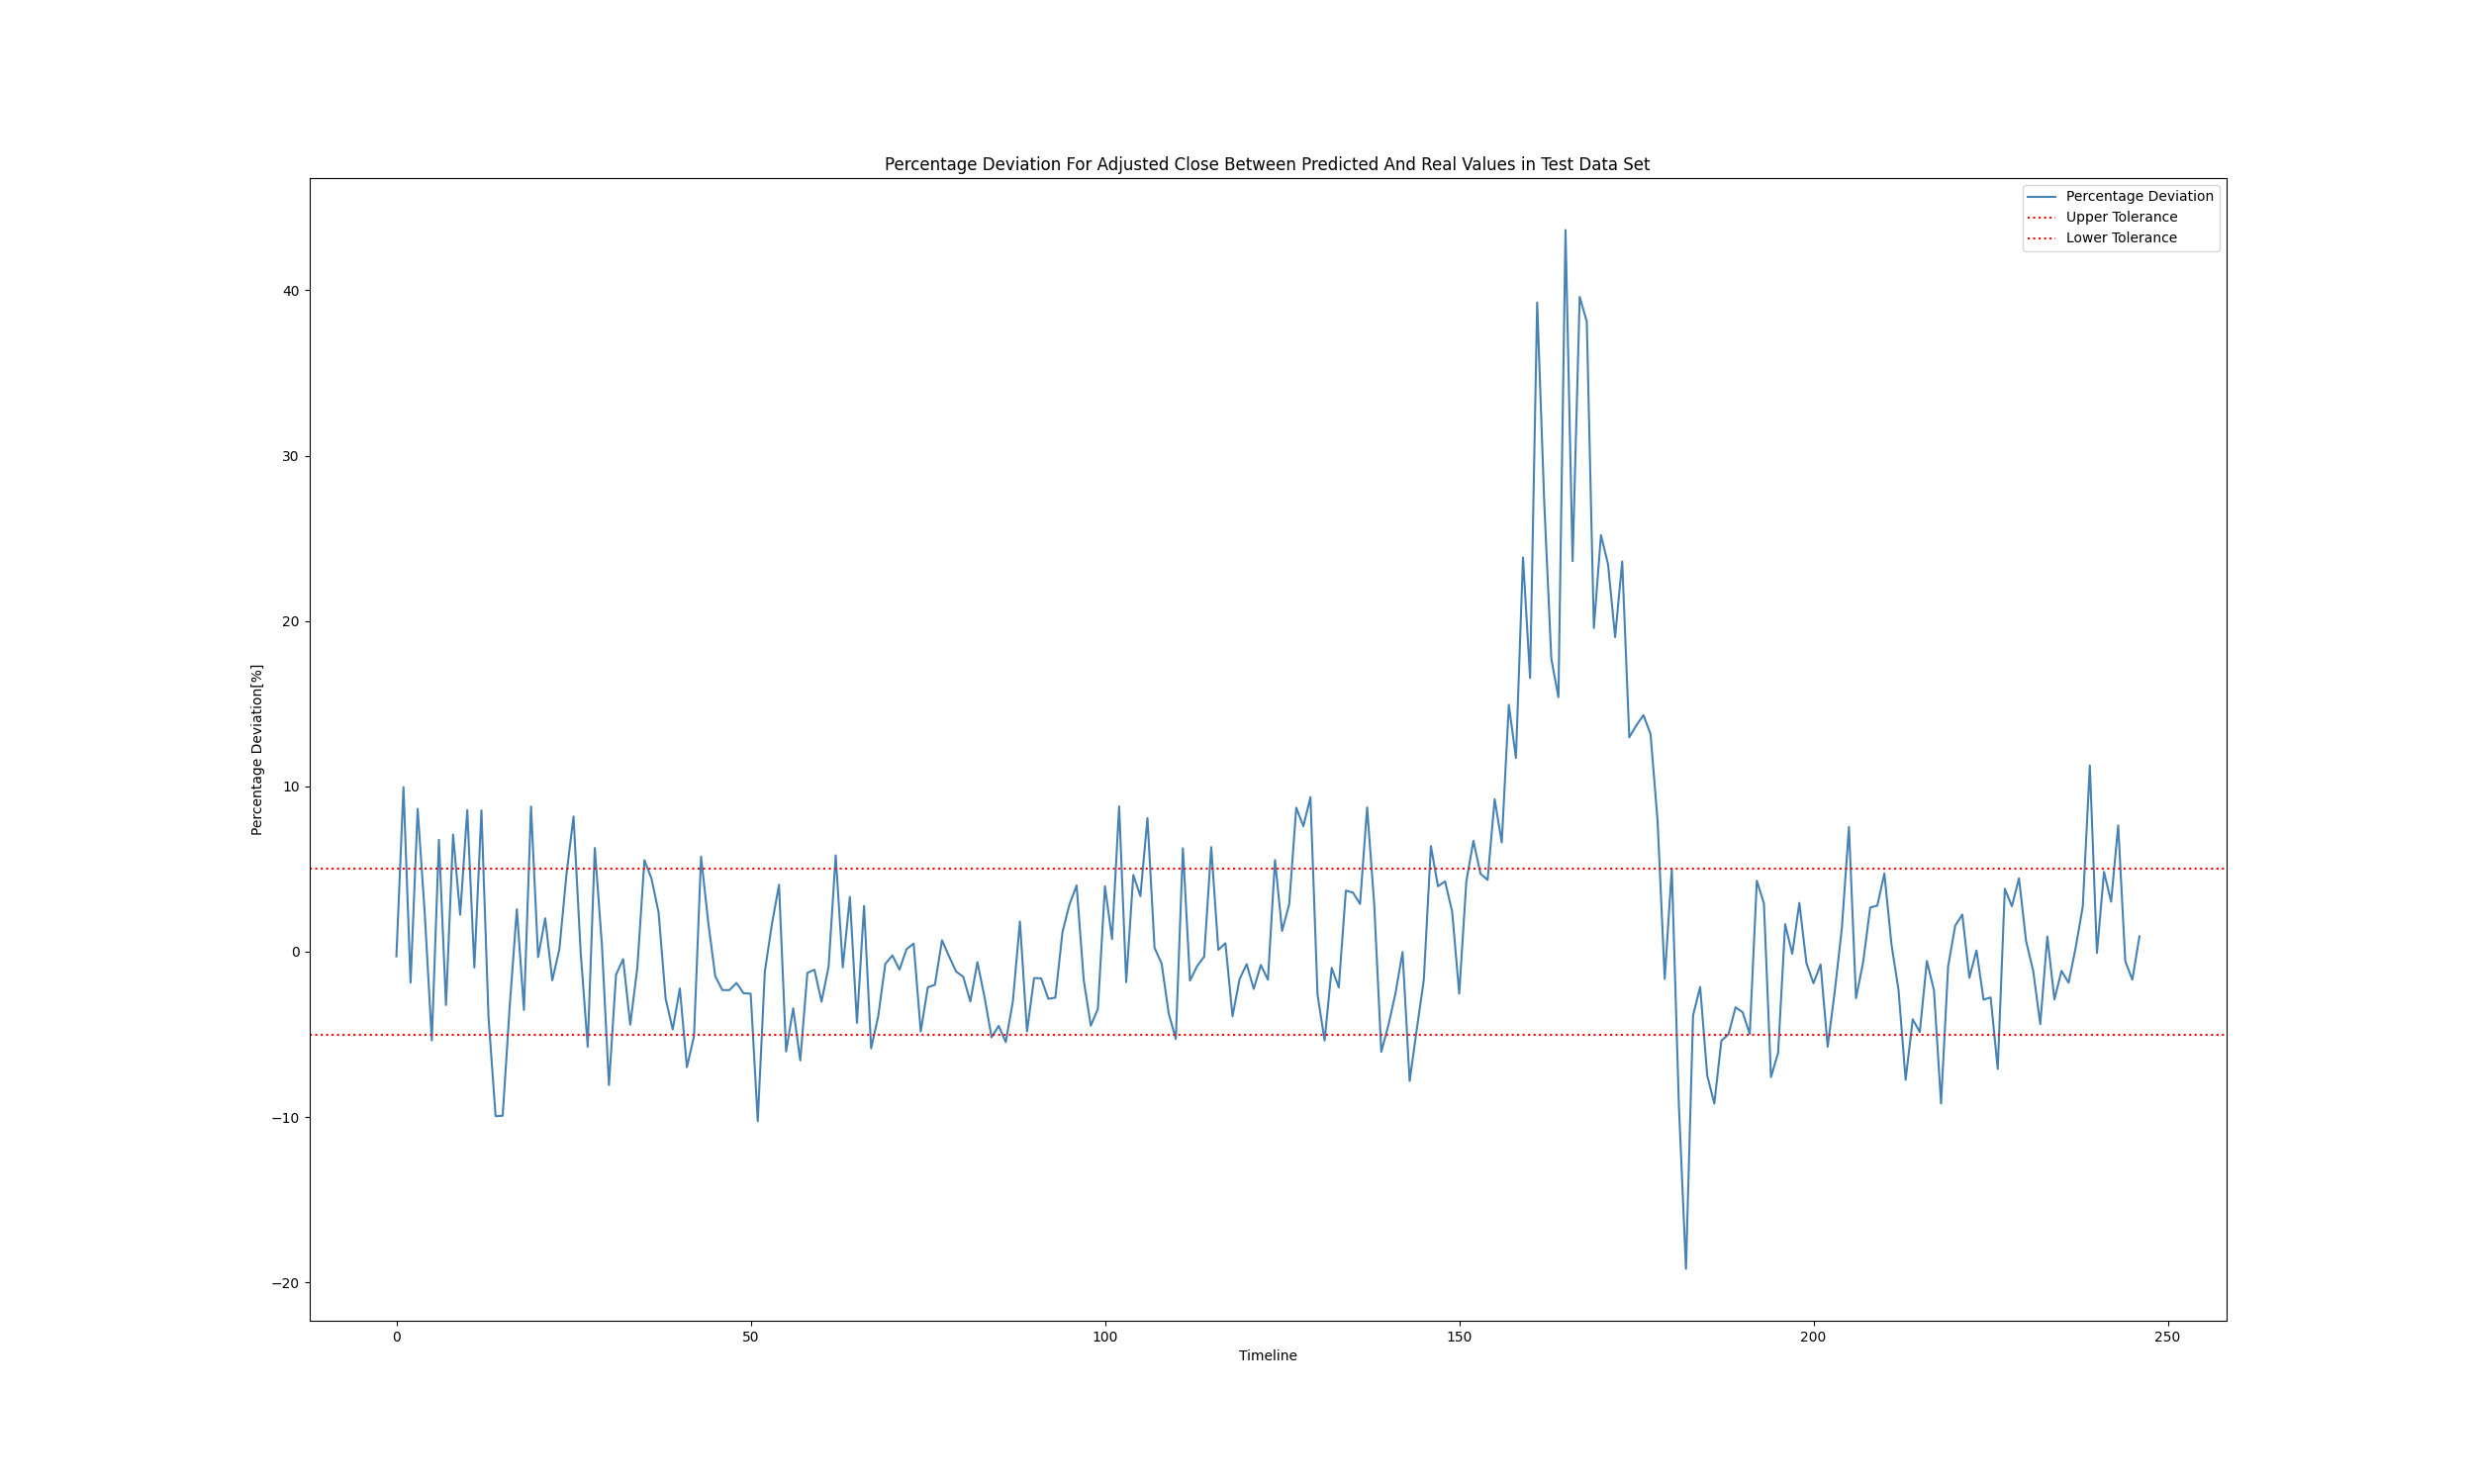 Percentage Deviation For Adjusted Close Between Predicted And Real Values in Test Data Set
Percentage Deviation
Upper Tolerance
Lower Tolerance
Percentage Deviation[%]
40
30
20
10
0
−10
−20
0 50 100 150 200 250
Timeline